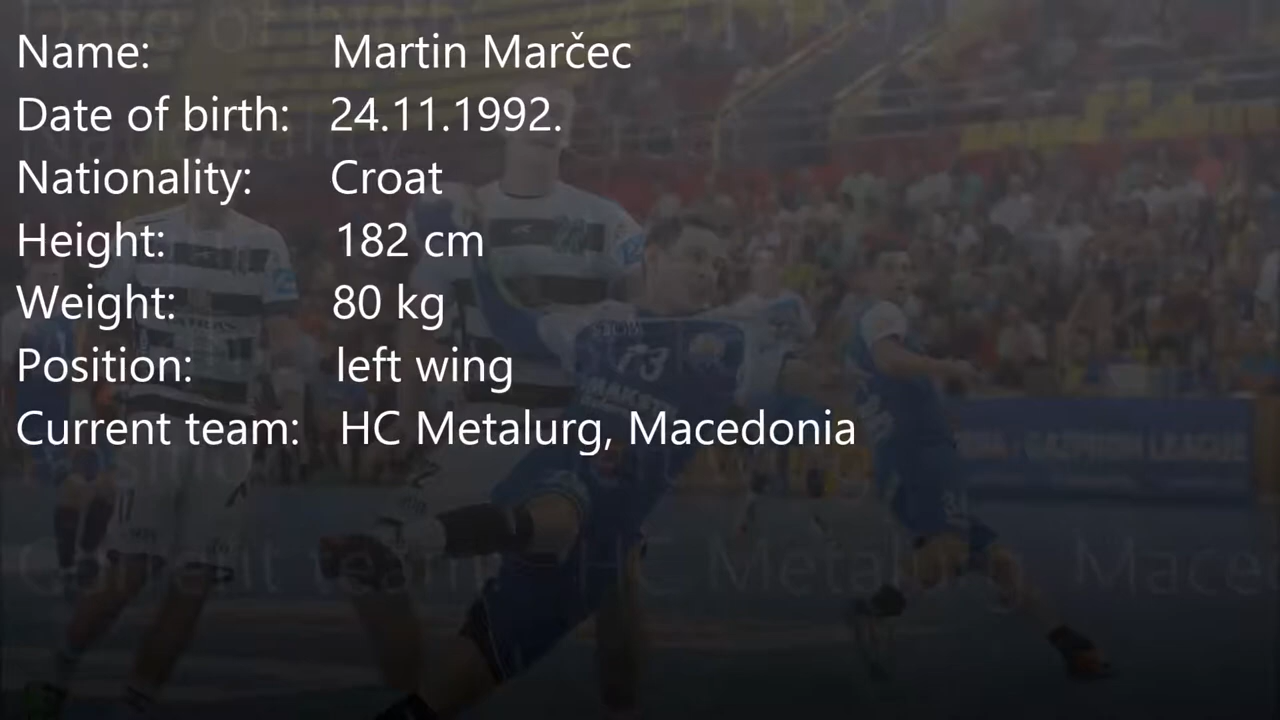 Name: Martin Marčec
Date of birth: 24.11.1992.
Nationality: Croat
Height: 182 cm
Weight: 80 kg
Position: left wing
Current team: HC Metalurg, Macedonia